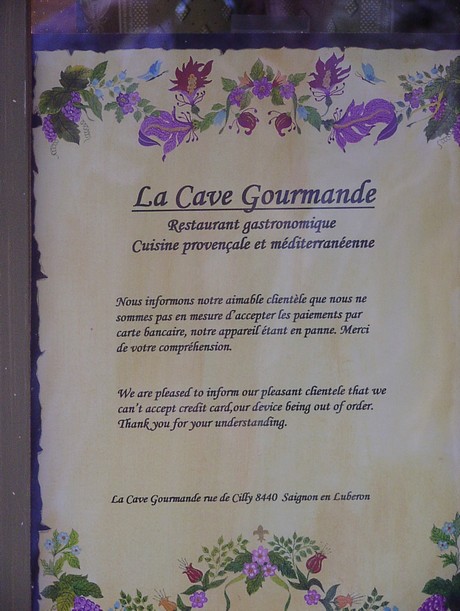 La Cave Gourmande
Restaurant gastronomique
Cuisine provençale et méditerranéenne
Nous informons notre aimable clientèle que nous ne
sommes pas en mesure d'accepter les paiements par
carte bancaire, notre appareil étant en panne. Merci
de votre compréhension.
We are pleased to inform our pleasant clientele that we
can't accept credit card,our device being out of order.
Thank you for your understanding.
La Cave Gourmande rue de Cilly 8440 Saignon en Luberon